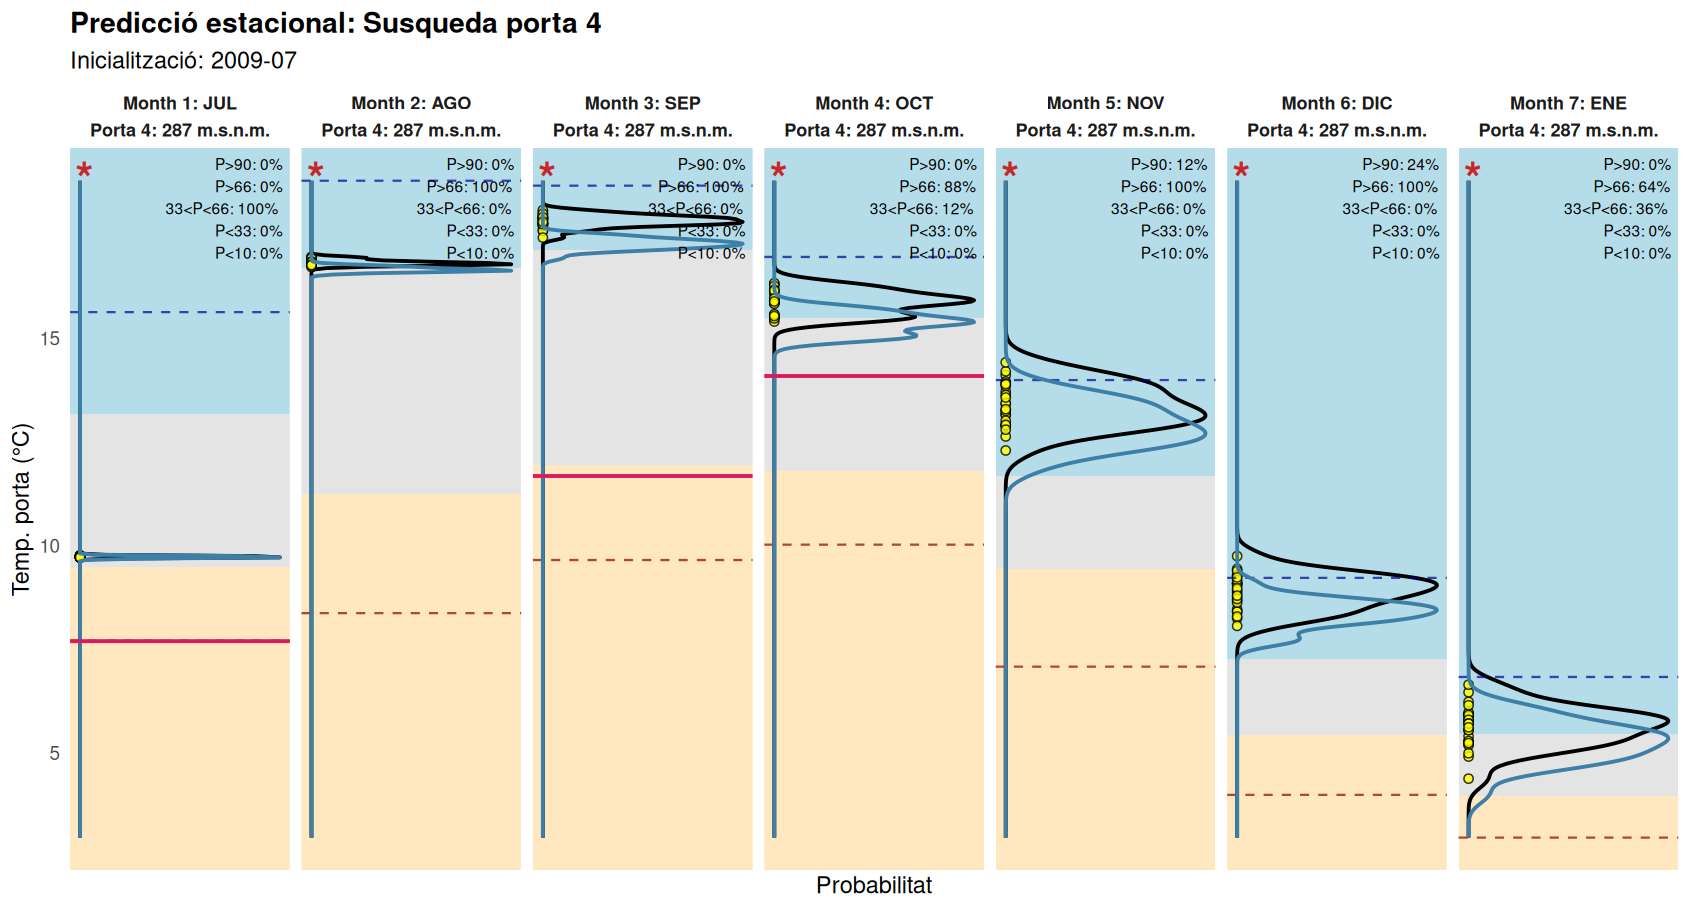 Predicció estacional: Susqueda porta 4
Inicialització: 2009-07
Month 1: JUL
Porta 4: 287 m.s.n.m.
Month 2: AGO
Porta 4: 287 m.s.n.m.
Month 3: SEP
Porta 4: 287 m.s.n.m.
Month 4: OCT
Porta 4: 287 m.s.n.m.
Month 5: NOV
Porta 4: 287 m.s.n.m.
Month 6: DIC
Porta 4: 287 m.s.n.m.
Month 7: ENE
Porta 4: 287 m.s.n.m.
*
P>90: 0%
P>66: 0%
33<P<66: 100%
P<33: 0%
P<10: 0%
*
P>90: 0%
P>66: 100%
33<P<66: 0%
P<33: 0%
P<10: 0%
*
P>90: 0%
P>66: 100%
33<P<66: 0%
P<33: 0%
P<10: 0%
*
P>90: 0%
P>66: 88%
33<P<66: 12%
P<33: 0%
P<10: 0%
*
P>90: 12%
P>66: 100%
33<P<66: 0%
P<33: 0%
P<10: 0%
*
P>90: 24%
P>66: 100%
33<P<66: 0%
P<33: 0%
P<10: 0%
*
P>90: 0%
P>66: 64%
33<P<66: 36%
P<33: 0%
P<10: 0%
15
10
5
Temp. porta (°C)
Probabilitat